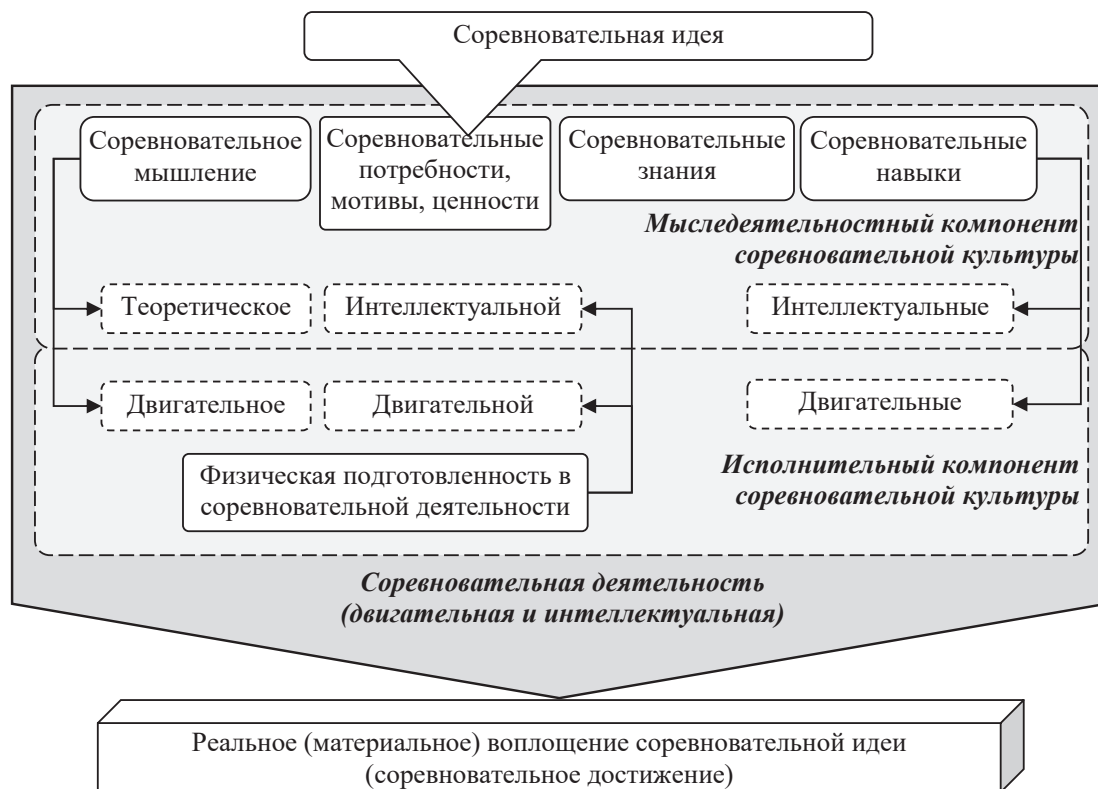 Соревновательная идея
Соревновательное
мышление
Соревновательные
потребности,
мотивы, ценности
Соревновательные
знания
Соревновательные
навыки
Мыследеятельностный компонент
соревновательной культуры
Теоретическое
Интеллектуальной
Интеллектуальные
Двигательное
Двигательной
Двигательные
Физическая подготовленность в
соревновательной деятельности
Исполнительный компонент
соревновательной культуры
Соревновательная деятельность
(двигательная и интеллектуальная)
Реальное (материальное) воплощение соревновательной идеи
(соревновательное достижение)